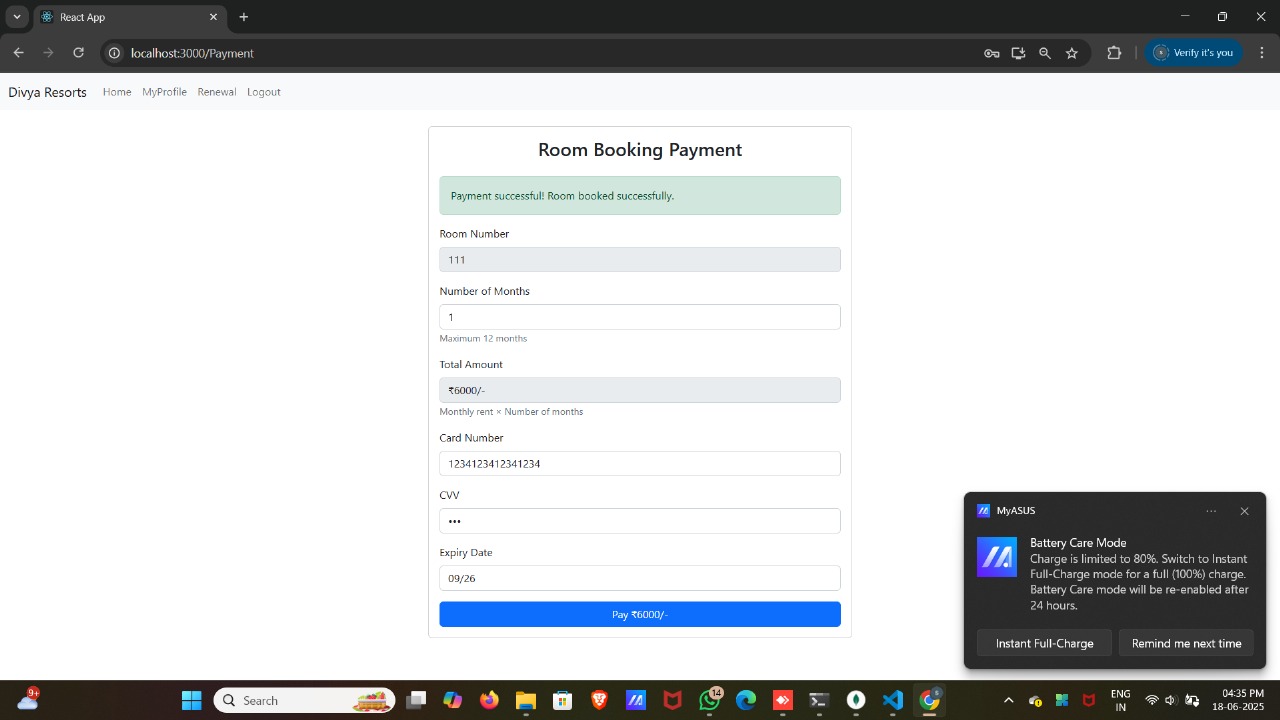 React App
localhost:3000/Payment
Verify it's you
Divya Resorts Home MyProfile Renewal Logout
Room Booking Payment
Payment successful! Room booked successfully.
Room Number
111
Number of Months
1
Maximum 12 months
Total Amount
₹6000/-
Monthly rent × Number of months
Card Number
1234123412341234
CVV
•••
Expiry Date
09/26
Pay ₹6000/-
MyASUS
Battery Care Mode
Charge is limited to 80%. Switch to Instant
Full-Charge mode for a full (100%) charge.
Battery Care mode will be re-enabled after
24 hours.
Instant Full-Charge Remind me next time
9+
Search
14
ENG
IN
04:35 PM
18-06-2025